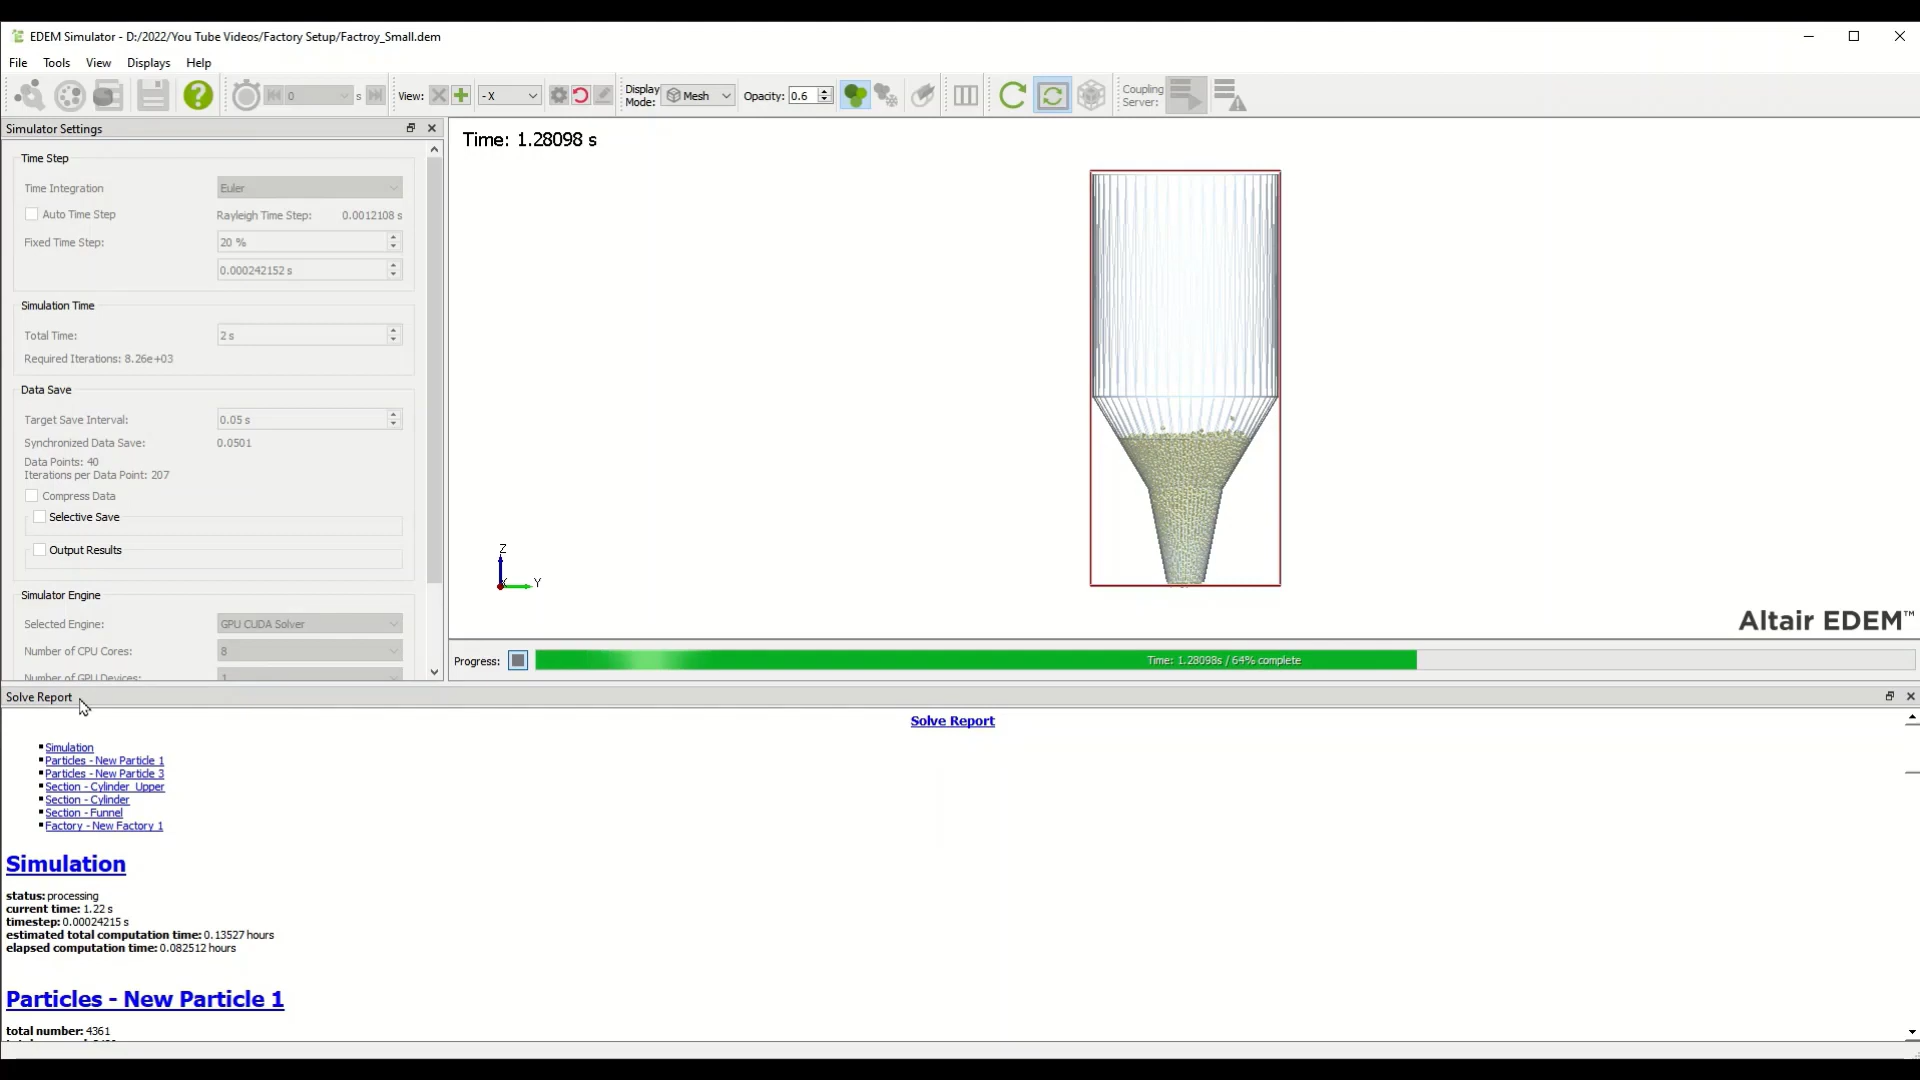 EDEM Simulator - D:/2022/You Tube Videos/Factory Setup/Factroy_Small.dem
File Tools View Displays Help
0 s View: -X Display Mode: Mesh Opacity: 0.6 Coupling Server:
Simulator Settings
Time: 1.28098 s
Time Step
Time Integration Euler
Auto Time Step Rayleigh Time Step: 0.0012108 s
Fixed Time Step: 20 %
0.000242152 s
Simulation Time
Total Time: 2 s
Required Iterations: 8.26e+03
Data Save
Target Save Interval: 0.05 s
Synchronized Data Save: 0.0501
Data Points: 40
Iterations per Data Point: 207
Compress Data
Selective Save
Output Results
Simulator Engine
Selected Engine: GPU CUDA Solver
Number of CPU Cores: 8
Number of GPU Devices: 1
Z
X Y
Altair EDEM™
Progress: Time: 1.28098s / 64% complete
Solve Report
Solve Report
Simulation
Particles - New Particle 1
Particles - New Particle 3
Section - Cylinder_Upper
Section - Cylinder
Section - Funnel
Factory - New Factory 1
Simulation
status: processing
current time: 1.22 s
timestep: 0.00024215 s
estimated total computation time: 0.13527 hours
elapsed computation time: 0.082512 hours
Particles - New Particle 1
total number: 4361